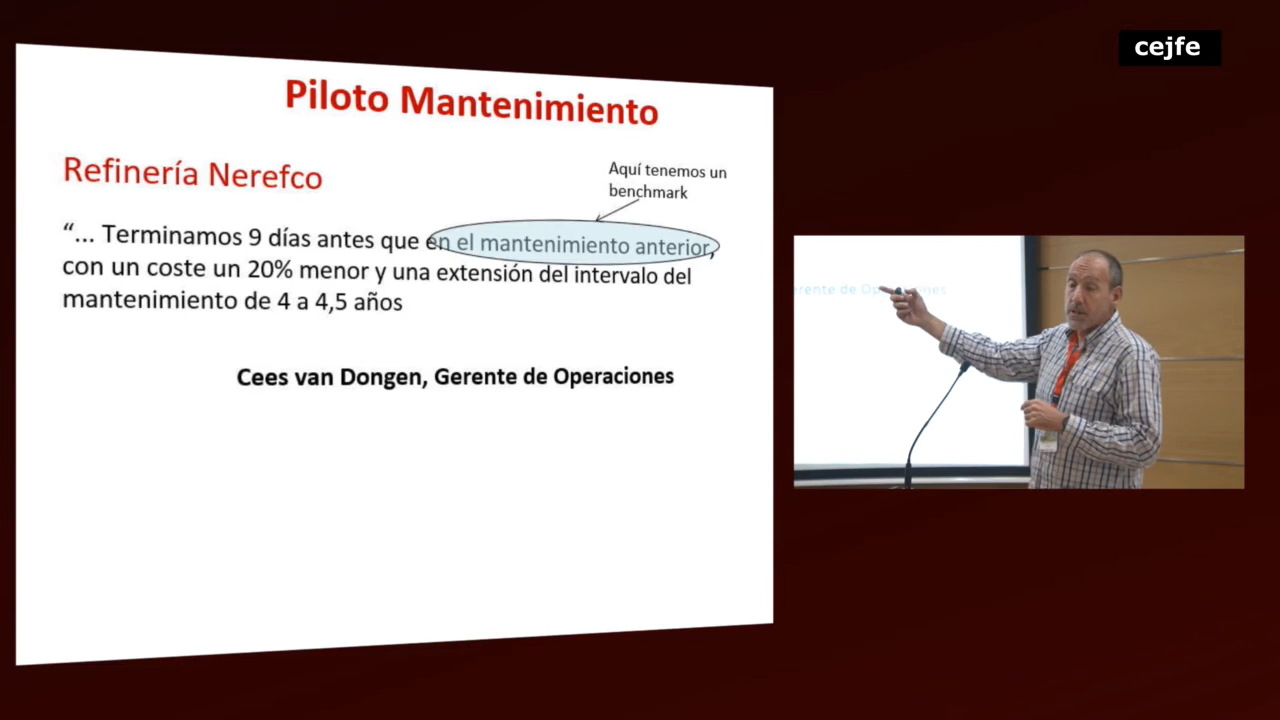 cejfe
Piloto Mantenimiento
Refinería Nerefco
Aquí tenemos un
benchmark
“... Terminamos 9 días antes que en el mantenimiento anterior,
con un coste un 20% menor y una extensión del intervalo del
mantenimiento de 4 a 4,5 años
Cees van Dongen, Gerente de Operaciones